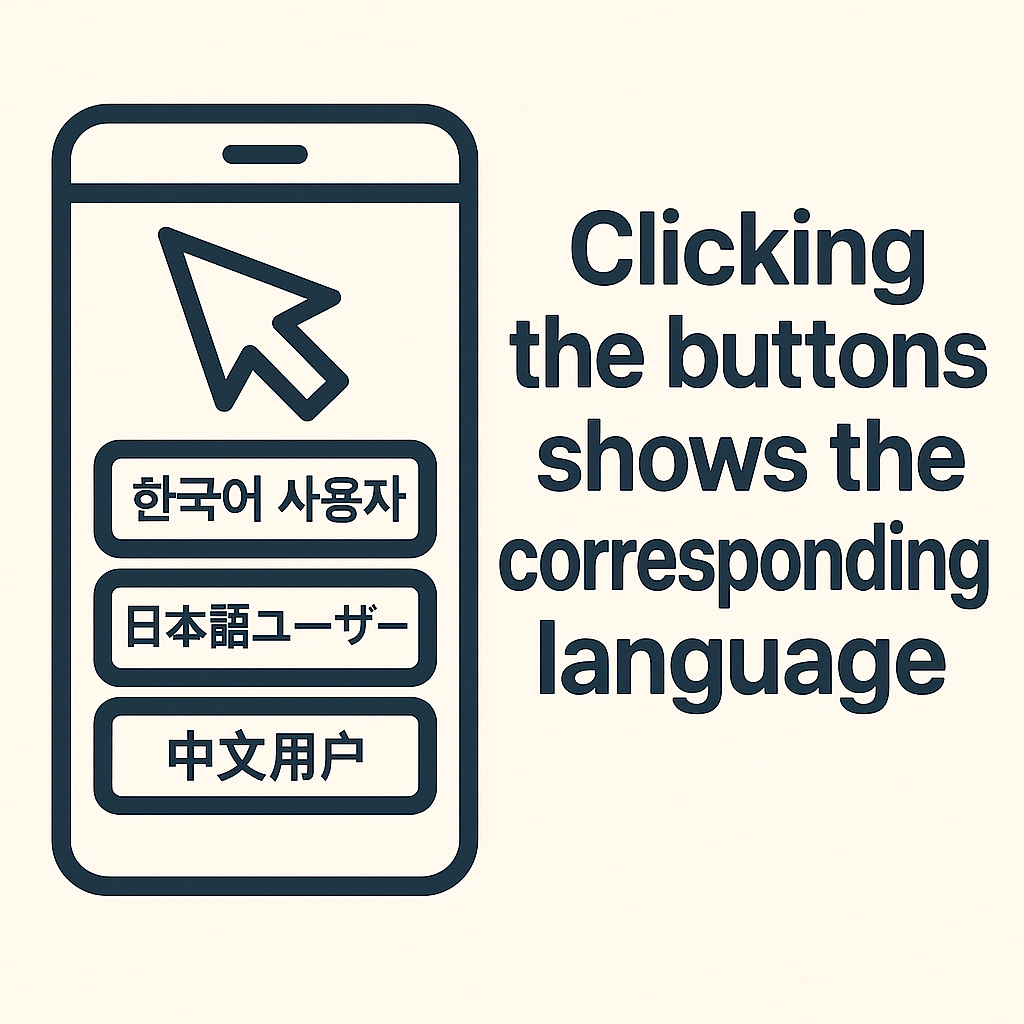 한국어 사용자
日本語ユーザー
中文用户
Clicking
the buttons
shows the
corresponding
language